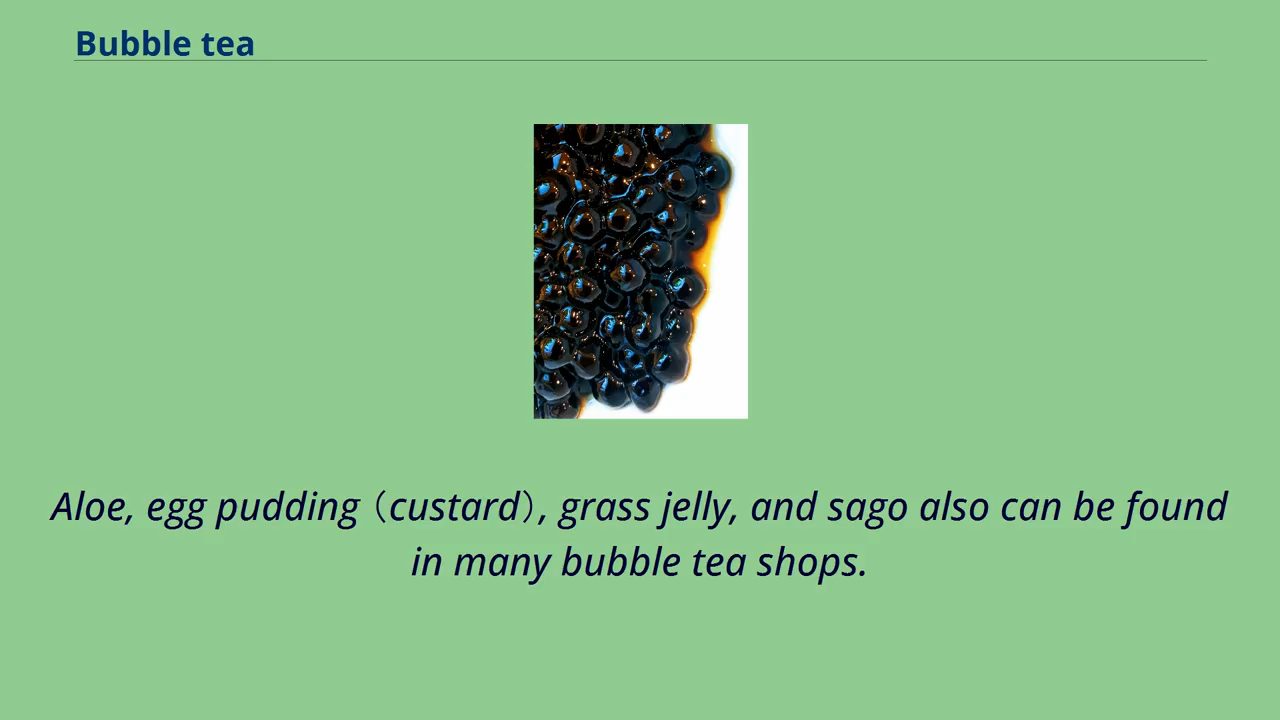 Bubble tea
Aloe, egg pudding（custard）, grass jelly, and sago also can be found
in many bubble tea shops.